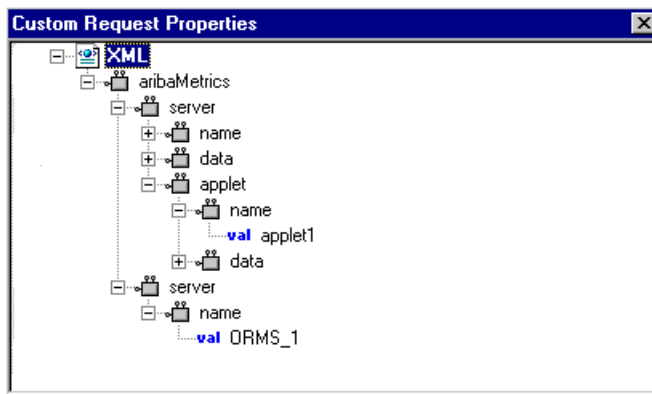 Custom Request Properties
XML
aribaMetrics
server
name
data
applet
name
val applet1
data
server
name
val ORMS_1